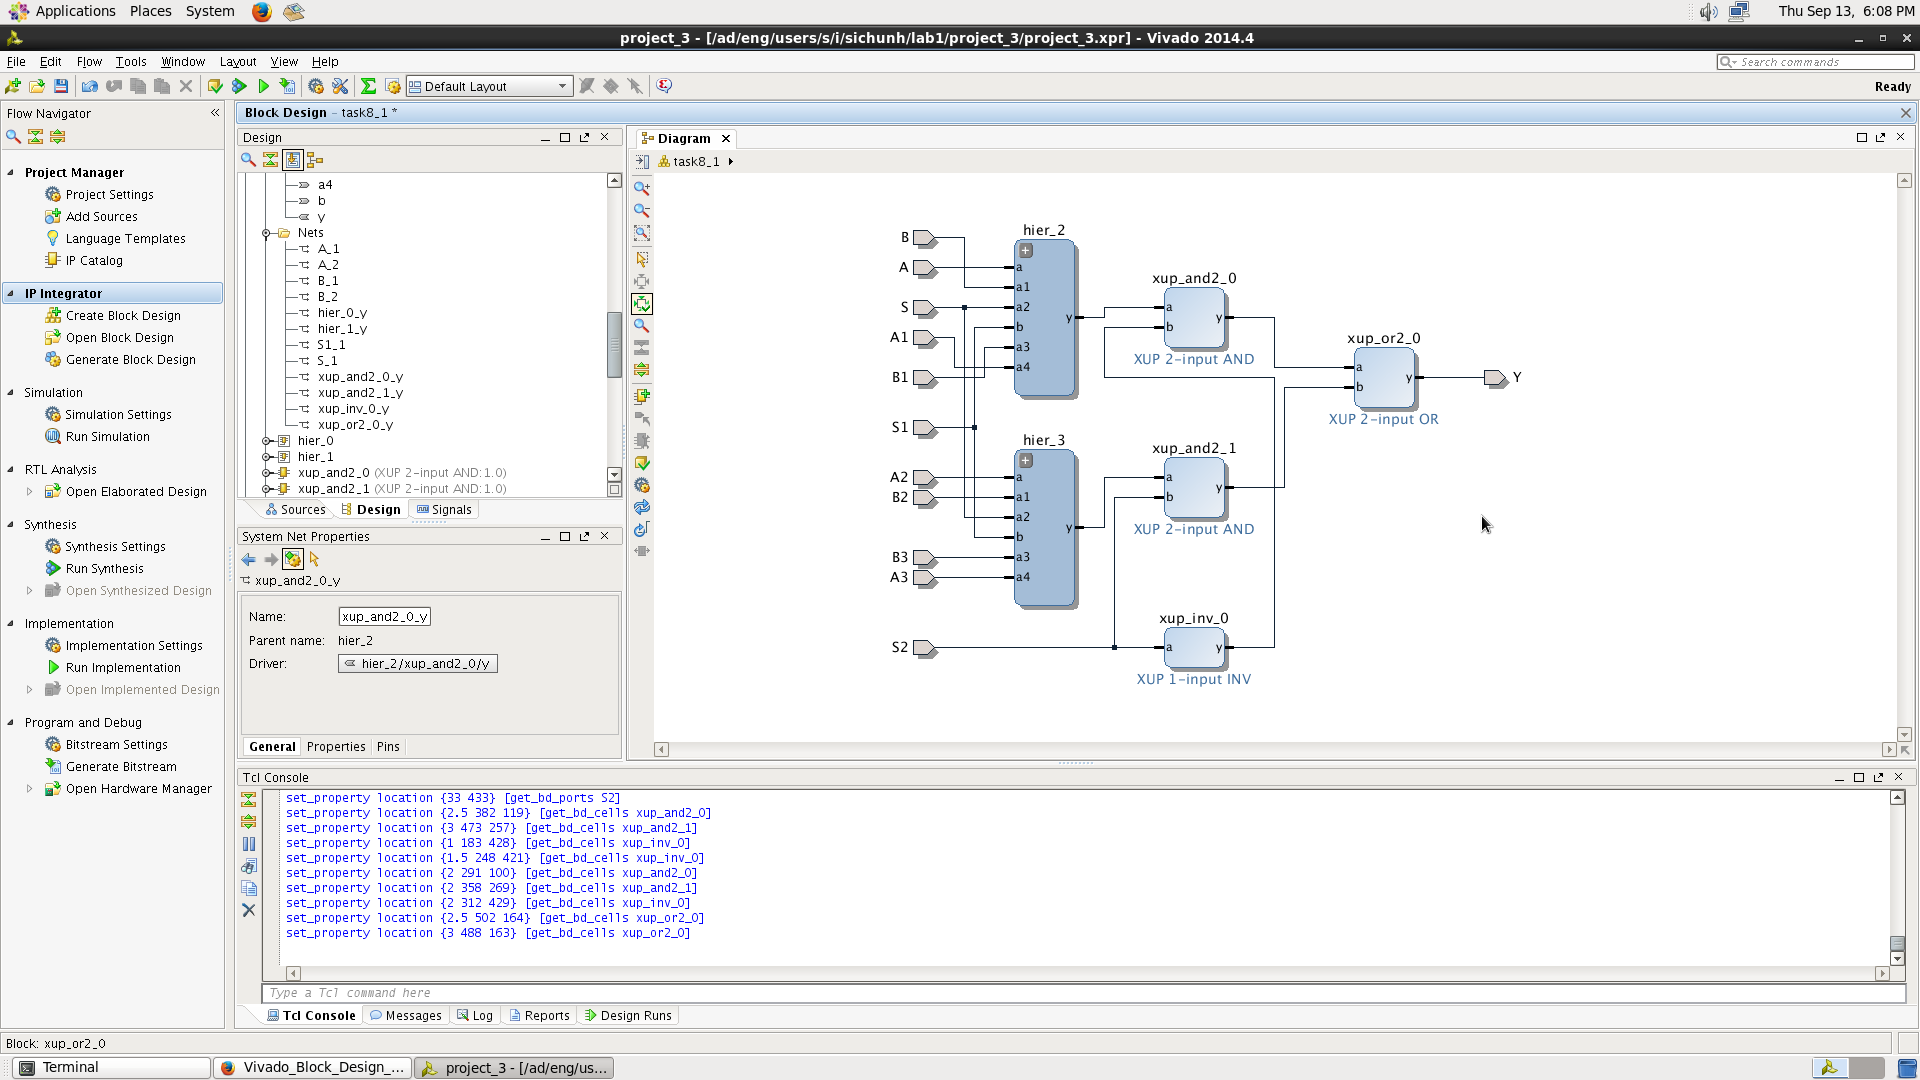 Applications Places System
Thu Sep 13, 6:08 PM
project_3 - [/ad/eng/users/s/i/sichunh/lab1/project_3/project_3.xpr] - Vivado 2014.4
File Edit Flow Tools Window Layout View Help
Search commands
Default Layout
Ready
Flow Navigator
Project Manager
Project Settings
Add Sources
Language Templates
IP Catalog
IP Integrator
Create Block Design
Open Block Design
Generate Block Design
Simulation
Simulation Settings
Run Simulation
RTL Analysis
Open Elaborated Design
Synthesis
Synthesis Settings
Run Synthesis
Open Synthesized Design
Implementation
Implementation Settings
Run Implementation
Open Implemented Design
Program and Debug
Bitstream Settings
Generate Bitstream
Open Hardware Manager
Block Design - task8_1 *
Design
a4
b
y
Nets
A_1
A_2
B_1
B_2
hier_0_y
hier_1_y
S1_1
S_1
xup_and2_0_y
xup_and2_1_y
xup_inv_0_y
xup_or2_0_y
hier_0
hier_1
xup_and2_0 (XUP 2-input AND:1.0)
xup_and2_1 (XUP 2-input AND:1.0)
Sources Design Signals
System Net Properties
xup_and2_0_y
Name: xup_and2_0_y
Parent name: hier_2
Driver: hier_2/xup_and2_0/y
General Properties Pins
Diagram
task8_1
B
A
S
A1
B1
S1
A2
B2
B3
A3
S2
hier_2
a
a1
a2
b
a3
a4
y
hier_3
a
a1
a2
b
a3
a4
y
xup_and2_0
a
b
y
XUP 2-input AND
xup_and2_1
a
b
y
XUP 2-input AND
xup_inv_0
a y
XUP 1-input INV
xup_or2_0
a
b
y
XUP 2-input OR
Y
Tcl Console
set_property location {33 433} [get_bd_ports S2]
set_property location {2.5 382 119} [get_bd_cells xup_and2_0]
set_property location {3 473 257} [get_bd_cells xup_and2_1]
set_property location {1 183 428} [get_bd_cells xup_inv_0]
set_property location {1.5 248 421} [get_bd_cells xup_inv_0]
set_property location {2 291 100} [get_bd_cells xup_and2_0]
set_property location {2 358 269} [get_bd_cells xup_and2_1]
set_property location {2 312 429} [get_bd_cells xup_inv_0]
set_property location {2.5 502 164} [get_bd_cells xup_or2_0]
set_property location {3 488 163} [get_bd_cells xup_or2_0]
Type a Tcl command here
Tcl Console Messages Log Reports Design Runs
Block: xup_or2_0
Terminal
Vivado_Block_Design_...
project_3 - [/ad/eng/us...